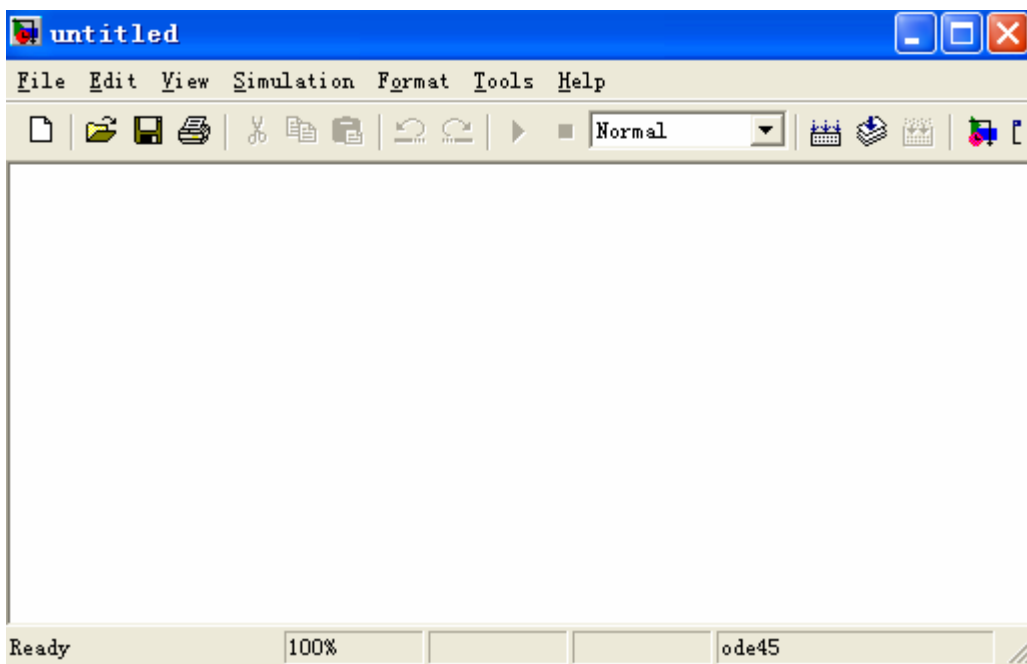 untitled
File Edit View Simulation Format Tools Help
Normal
Ready 100% ode45